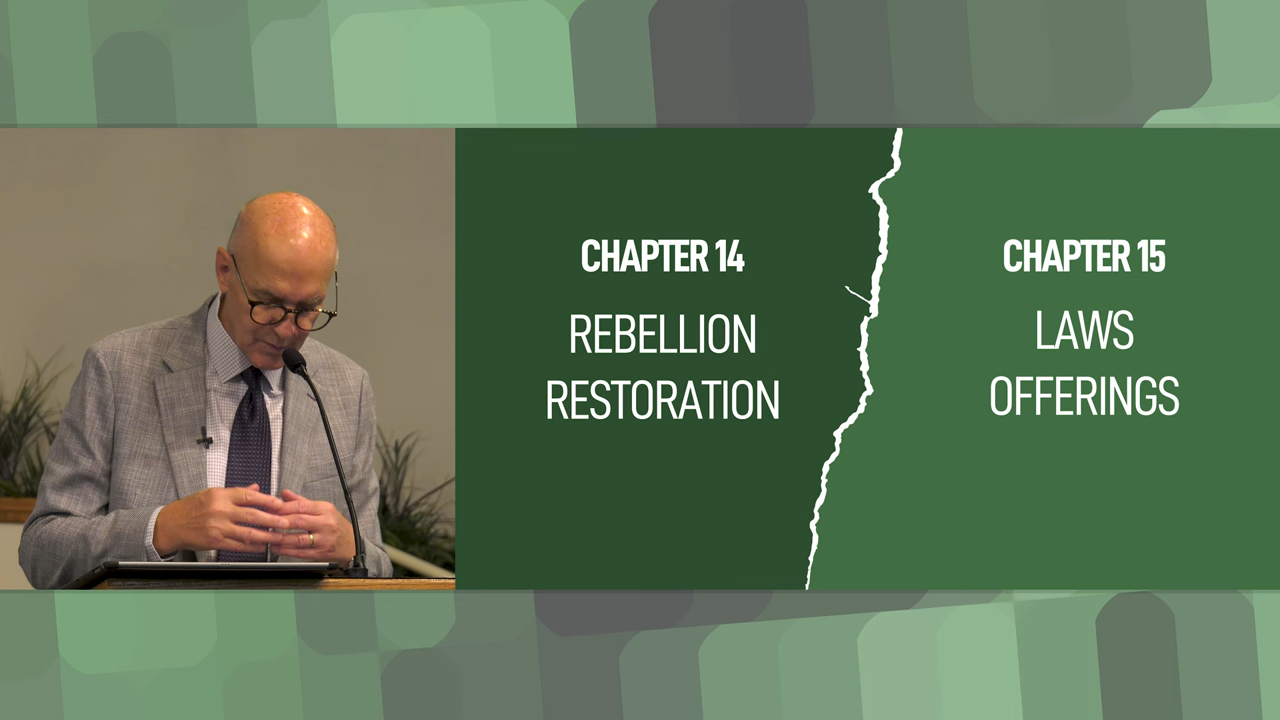 CHAPTER 14
REBELLION
RESTORATION
CHAPTER 15
LAWS
OFFERINGS